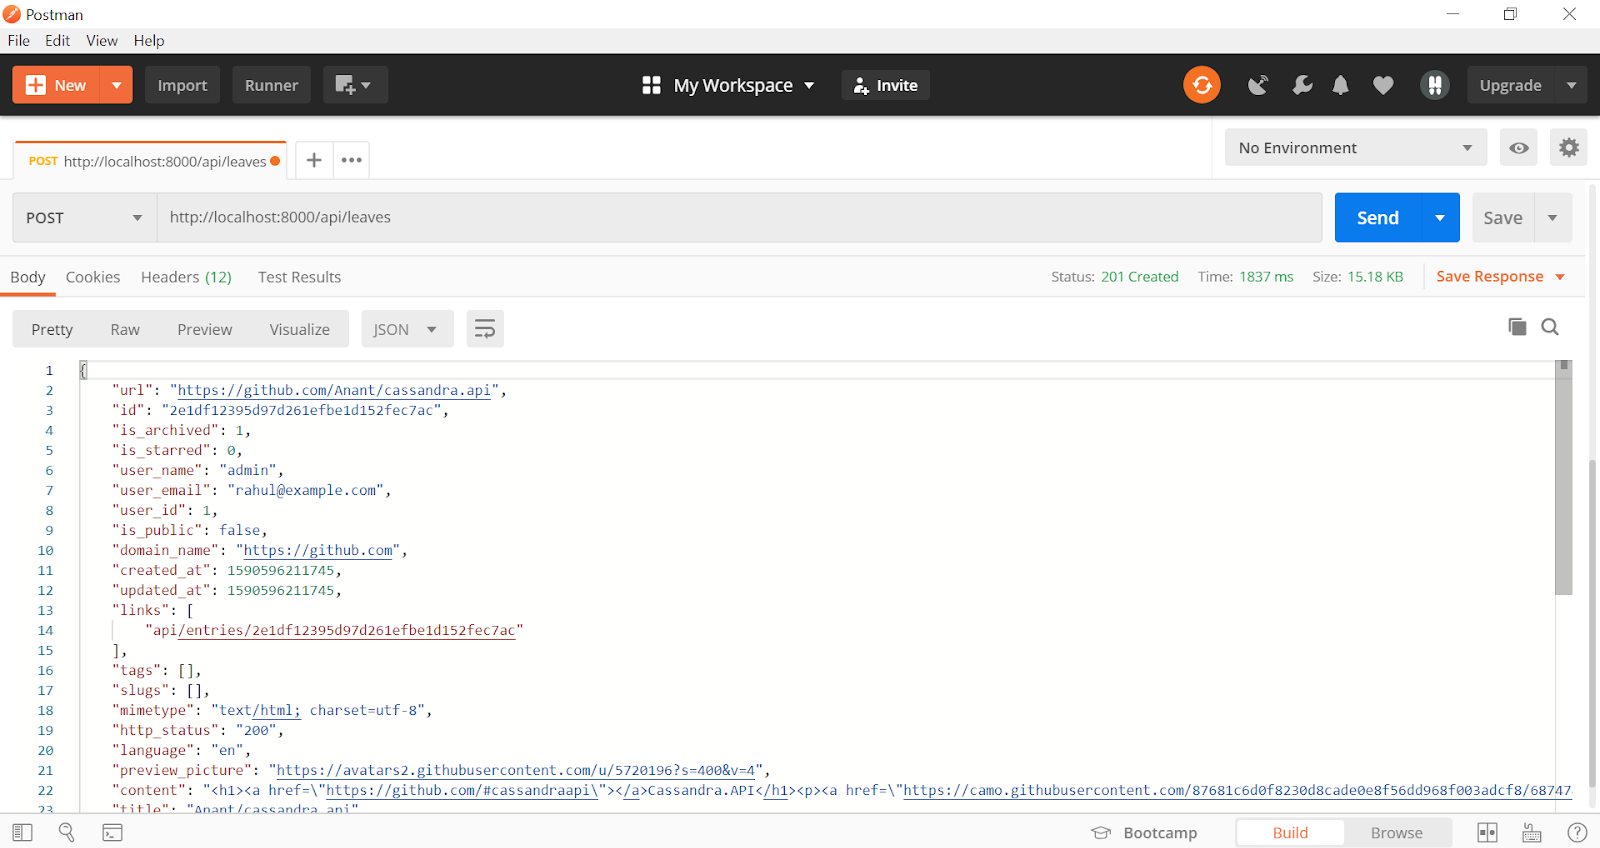 Postman
File Edit View Help
New Import Runner My Workspace Invite Upgrade
POST http://localhost:8000/api/leaves No Environment
POST http://localhost:8000/api/leaves Send Save
Body Cookies Headers (12) Test Results Status: 201 Created Time: 1837 ms Size: 15.18 KB Save Response
Pretty Raw Preview Visualize JSON
1 {
2 "url": "https://github.com/Anant/cassandra.api",
3 "id": "2e1df12395d97d261efbe1d152fec7ac",
4 "is_archived": 1,
5 "is_starred": 0,
6 "user_name": "admin",
7 "user_email": "rahul@example.com",
8 "user_id": 1,
9 "is_public": false,
10 "domain_name": "https://github.com",
11 "created_at": 1590596211745,
12 "updated_at": 1590596211745,
13 "links": [
14 "api/entries/2e1df12395d97d261efbe1d152fec7ac"
15 ],
16 "tags": [],
17 "slugs": [],
18 "mimetype": "text/html; charset=utf-8",
19 "http_status": "200",
20 "language": "en",
21 "preview_picture": "https://avatars2.githubusercontent.com/u/5720196?s=400&v=4",
22 "content": "<h1><a href=\"https://github.com/#cassandraapi\"></a>Cassandra.API</h1><p><a href=\"https://camo.githubusercontent.com/87681c6d0f8230d8cade0e8f56dd968f003adcf8/68747
23 "title": "Anant/cassandra.api"
Bootcamp Build Browse